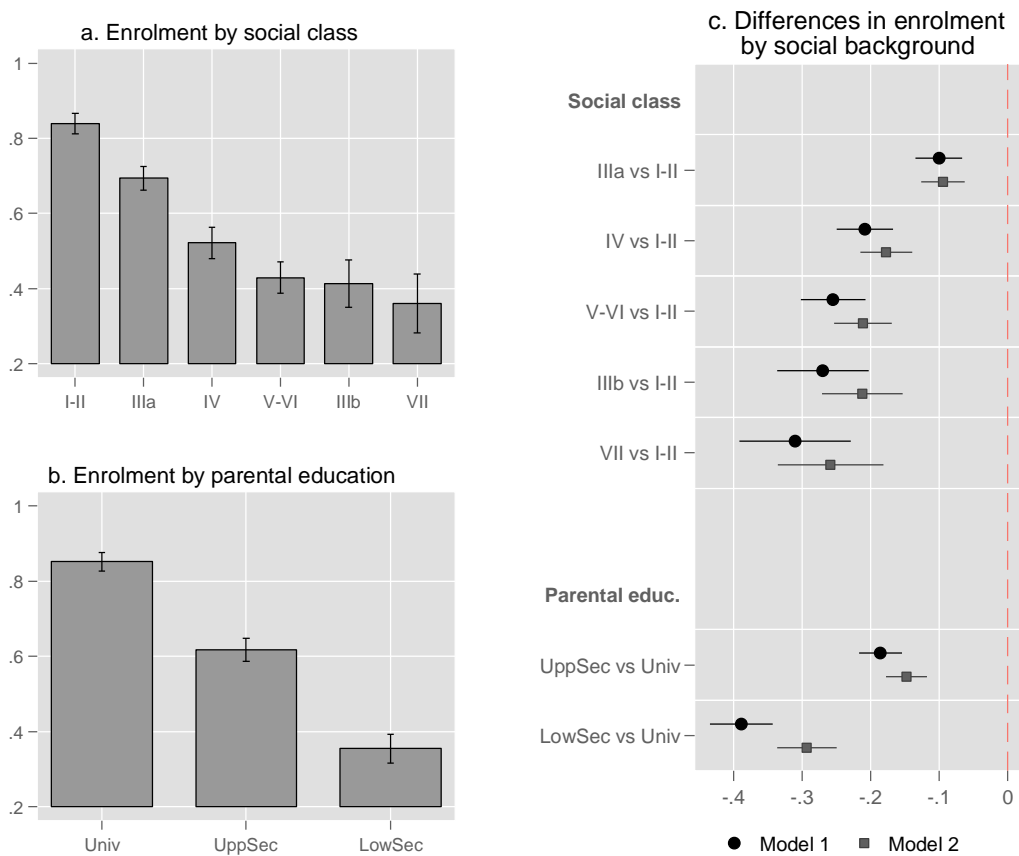 a. Enrolment by social class
1
.8
.6
.4
.2
I-II IIIa IV V-VI IIIb VII
b. Enrolment by parental education
1
.8
.6
.4
.2
Univ UppSec LowSec
c. Differences in enrolment
by social background
Social class
IIIa vs I-II
IV vs I-II
V-VI vs I-II
IIIb vs I-II
VII vs I-II
Parental educ.
UppSec vs Univ
LowSec vs Univ
-.4 -.3 -.2 -.1 0
Model 1 Model 2